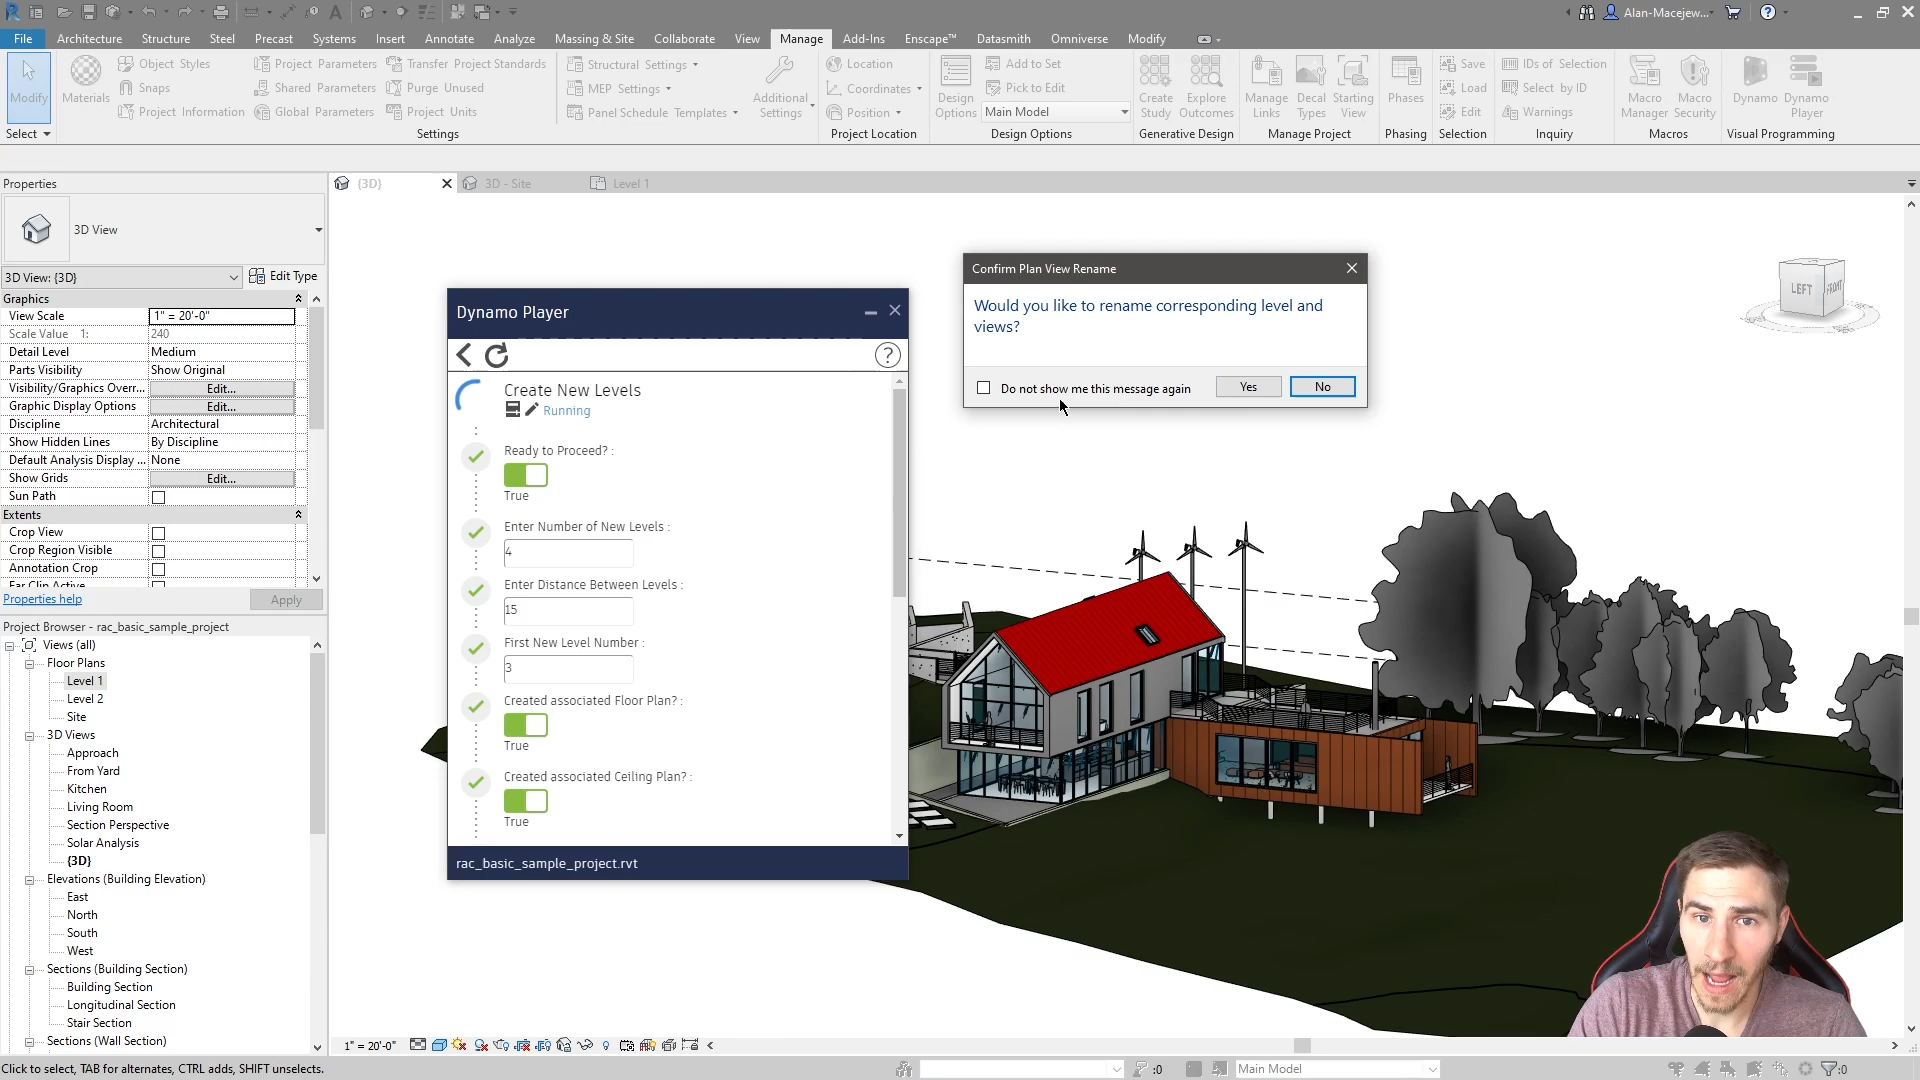 Alan-Macejew...
File
Architecture
Structure
Steel
Precast
Systems
Insert
Annotate
Analyze
Massing & Site
Collaborate
View
Manage
Add-Ins
Enscape™
Datasmith
Omniverse
Modify
Modify
Select
Materials
Object Styles
Snaps
Project Information
Project Parameters
Shared Parameters
Global Parameters
Transfer Project Standards
Purge Unused
Project Units
Settings
Structural Settings
MEP Settings
Panel Schedule Templates
Additional
Settings
Location
Coordinates
Position
Project Location
Design
Options
Add to Set
Pick to Edit
Main Model
Design Options
Create
Study
Explore
Outcomes
Generative Design
Manage
Links
Decal
Types
Starting
View
Manage Project
Phases
Phasing
Save
Load
Edit
Selection
IDs of Selection
Select by ID
Warnings
Inquiry
Macro
Manager
Macro
Security
Macros
Dynamo
Dynamo
Player
Visual Programming
Properties
3D View
3D View: {3D}
Edit Type
Graphics
View Scale
1" = 20'-0"
Scale Value 1:
240
Detail Level
Medium
Parts Visibility
Show Original
Visibility/Graphics Overr...
Edit...
Graphic Display Options
Edit...
Discipline
Architectural
Show Hidden Lines
By Discipline
Default Analysis Display ...
None
Show Grids
Edit...
Sun Path
Extents
Crop View
Crop Region Visible
Annotation Crop
Far Clip Active
Properties help
Apply
Project Browser - rac_basic_sample_project
Views (all)
Floor Plans
Level 1
Level 2
Site
3D Views
Approach
From Yard
Kitchen
Living Room
Section Perspective
Solar Analysis
{3D}
Elevations (Building Elevation)
East
North
South
West
Sections (Building Section)
Building Section
Longitudinal Section
Stair Section
Sections (Wall Section)
{3D}
3D - Site
Level 1
Dynamo Player
Create New Levels
Running
Ready to Proceed? :
True
Enter Number of New Levels :
4
Enter Distance Between Levels :
15
First New Level Number :
3
Created associated Floor Plan? :
True
Created associated Ceiling Plan? :
True
rac_basic_sample_project.rvt
Confirm Plan View Rename
Would you like to rename corresponding level and
views?
Do not show me this message again
Yes
No
LEFT
FRONT
1" = 20'-0"
Click to select, TAB for alternates, CTRL adds, SHIFT unselects.
:0
Main Model
:0